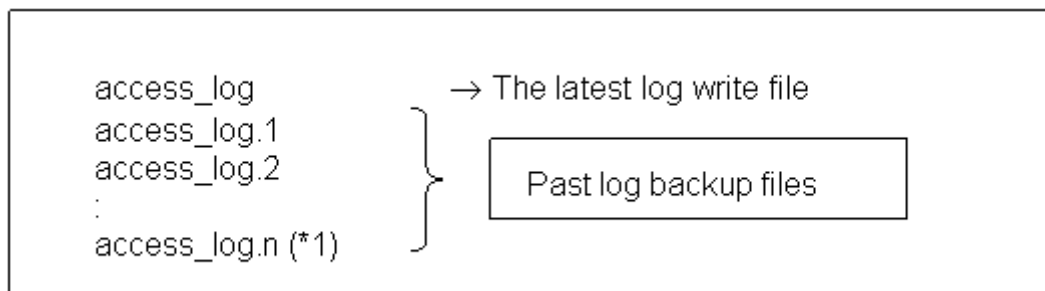 access_log → The latest log write file
access_log.1
access_log.2
Past log backup files
:
access_log.n (*1)